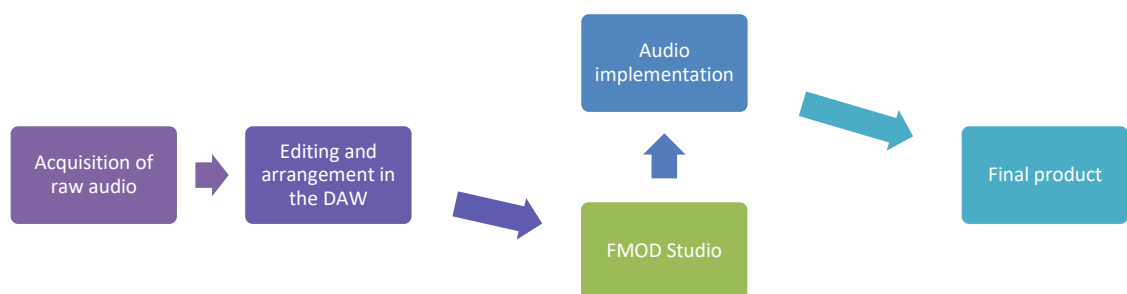 Acquisition of
raw audio
Editing and
arrangement in
the DAW
FMOD Studio
Audio
implementation
Final product